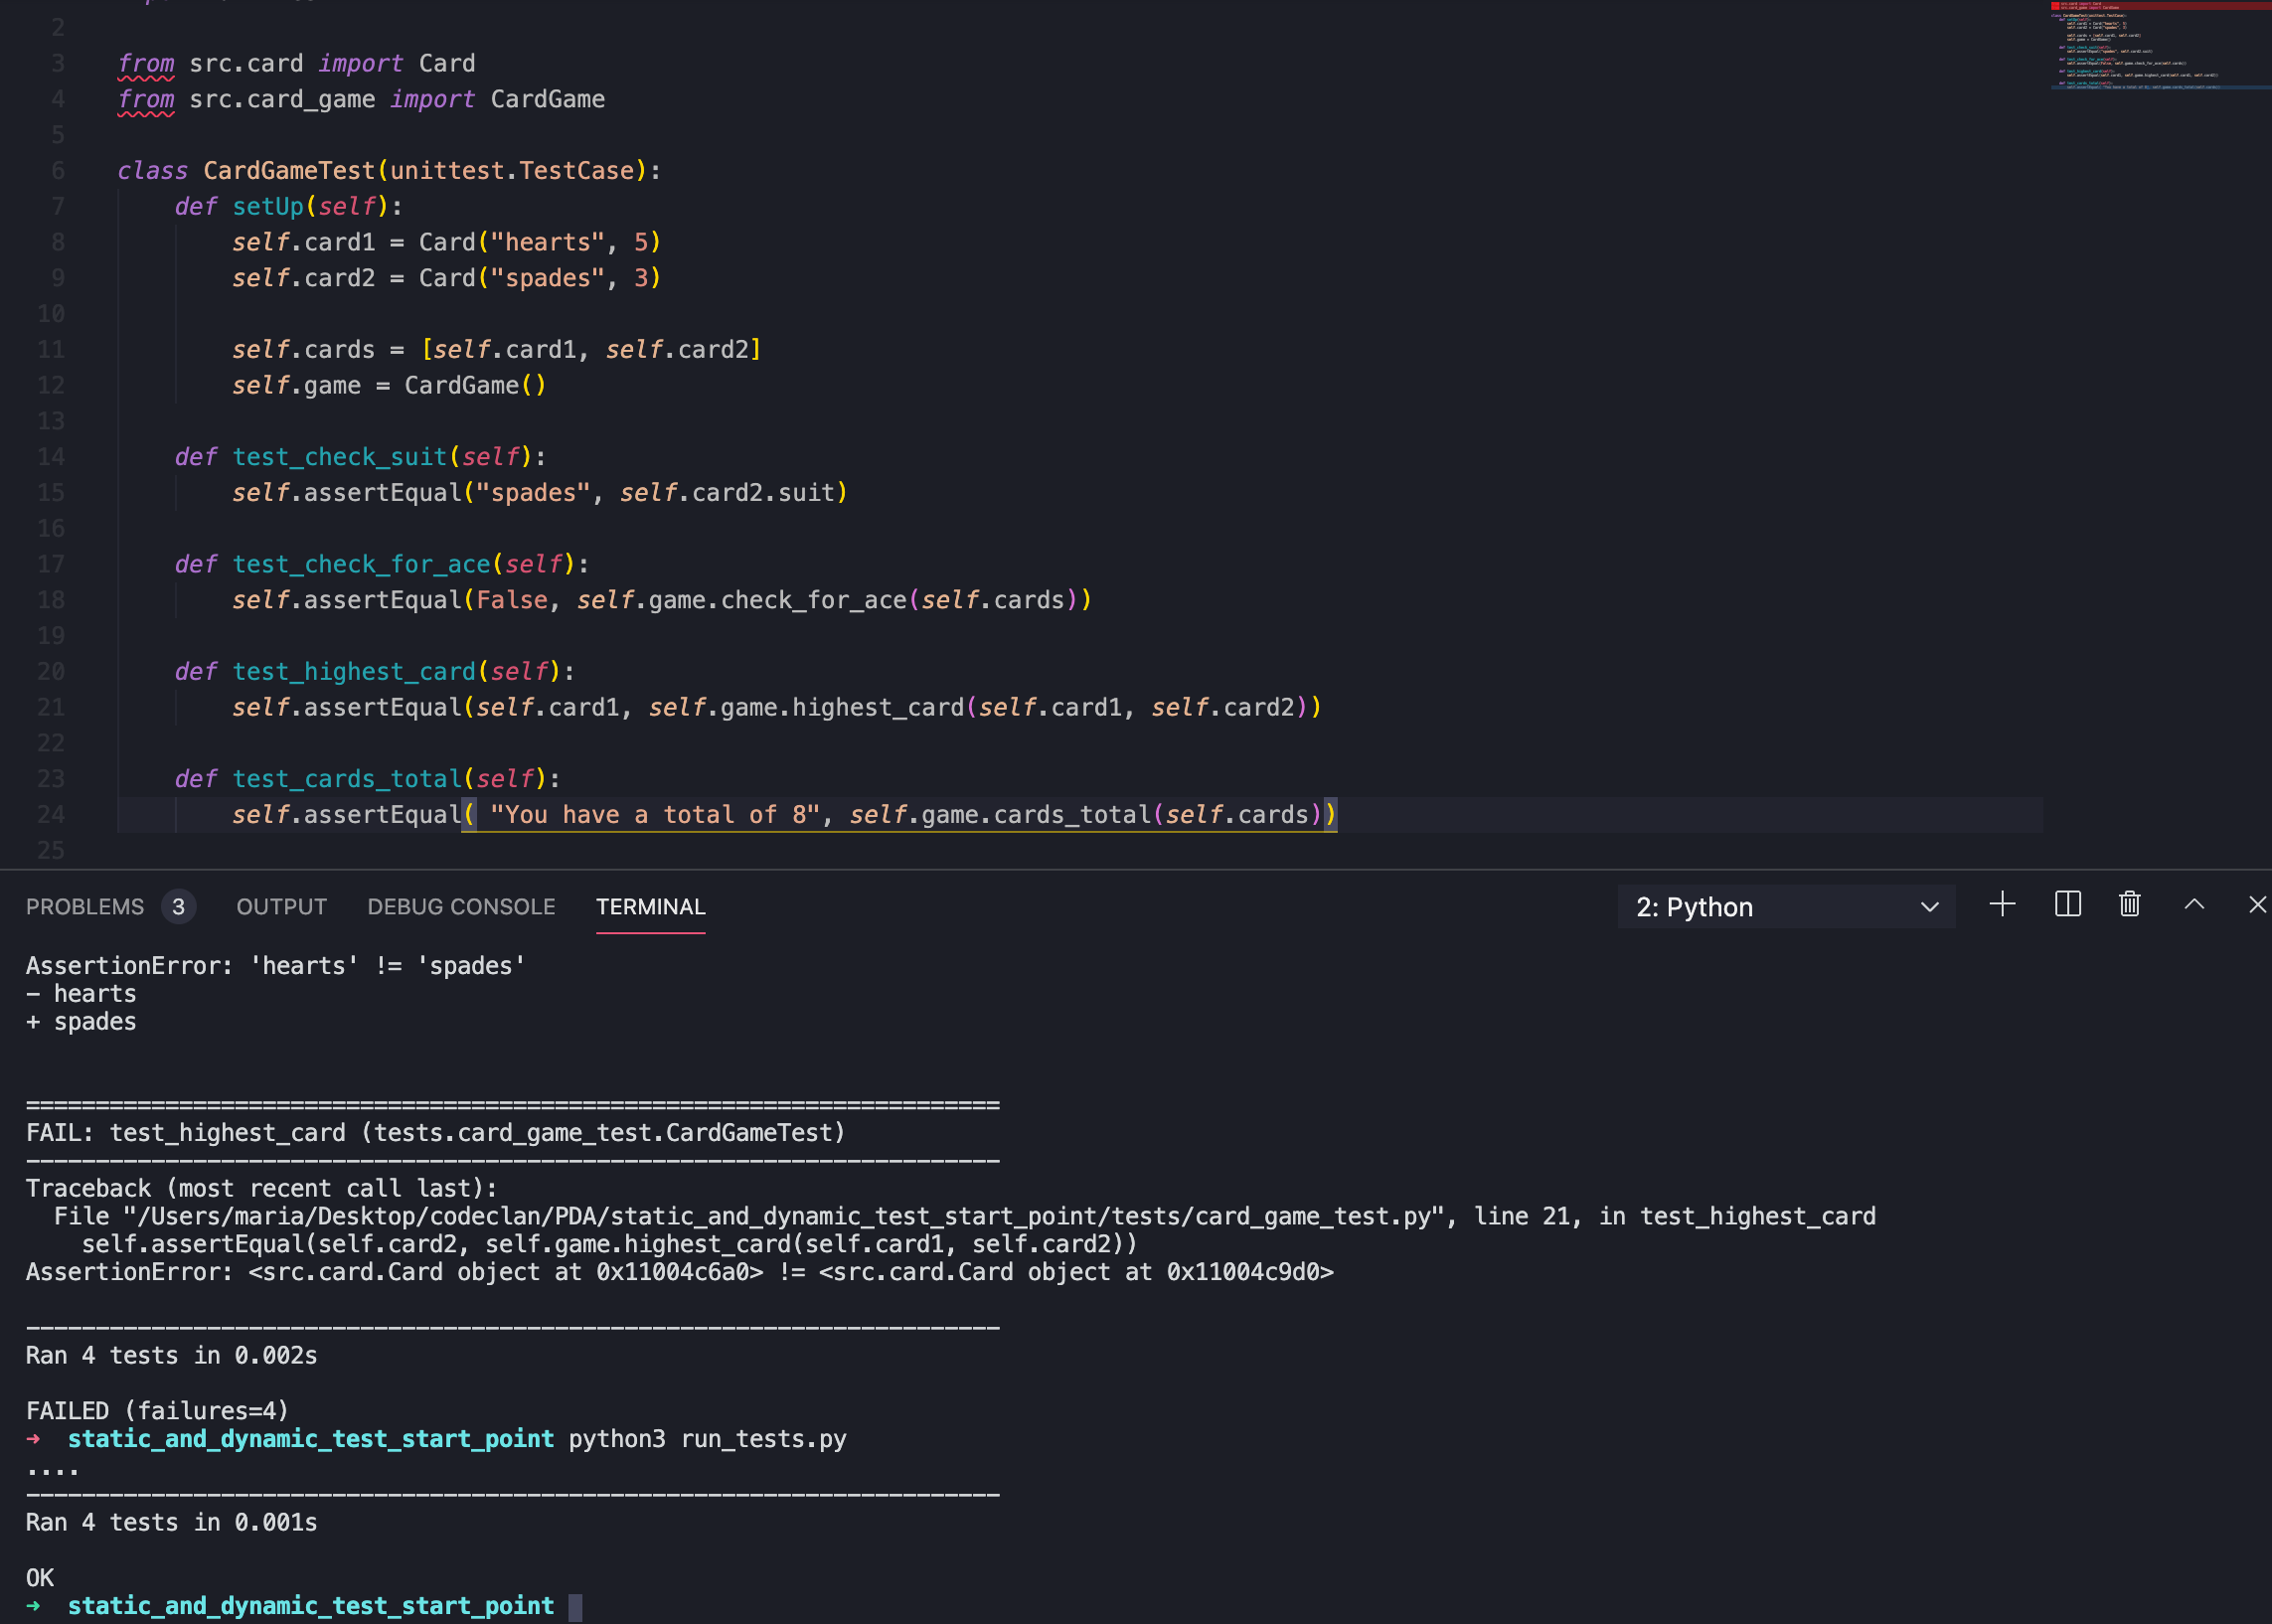 2
3 from src.card import Card
4 from src.card_game import CardGame
5
6 class CardGameTest(unittest.TestCase):
7 def setUp(self):
8 self.card1 = Card("hearts", 5)
9 self.card2 = Card("spades", 3)
10
11 self.cards = [self.card1, self.card2]
12 self.game = CardGame()
13
14 def test_check_suit(self):
15 self.assertEqual("spades", self.card2.suit)
16
17 def test_check_for_ace(self):
18 self.assertEqual(False, self.game.check_for_ace(self.cards))
19
20 def test_highest_card(self):
21 self.assertEqual(self.card1, self.game.highest_card(self.card1, self.card2))
22
23 def test_cards_total(self):
24 self.assertEqual( "You have a total of 8", self.game.cards_total(self.cards))
25
PROBLEMS 3 OUTPUT DEBUG CONSOLE TERMINAL 2: Python
AssertionError: 'hearts' != 'spades'
- hearts
+ spades
======================================================================
FAIL: test_highest_card (tests.card_game_test.CardGameTest)
----------------------------------------------------------------------
Traceback (most recent call last):
File "/Users/maria/Desktop/codeclan/PDA/static_and_dynamic_test_start_point/tests/card_game_test.py", line 21, in test_highest_card
self.assertEqual(self.card2, self.game.highest_card(self.card1, self.card2))
AssertionError: <src.card.Card object at 0x11004c6a0> != <src.card.Card object at 0x11004c9d0>
----------------------------------------------------------------------
Ran 4 tests in 0.002s
FAILED (failures=4)
➜ static_and_dynamic_test_start_point python3 run_tests.py
....
----------------------------------------------------------------------
Ran 4 tests in 0.001s
OK
➜ static_and_dynamic_test_start_point